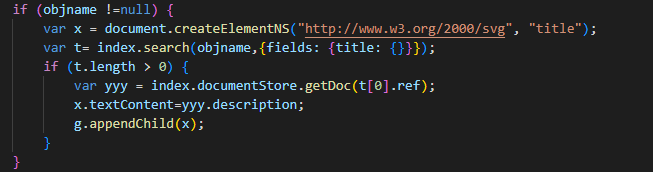 if (objname !=null) {
var x = document.createElementNS("http://www.w3.org/2000/svg", "title");
var t= index.search(objname,{fields: {title: {}}});
if (t.length > 0) {
var yyy = index.documentStore.getDoc(t[0].ref);
x.textContent=yyy.description;
g.appendChild(x);
}
}